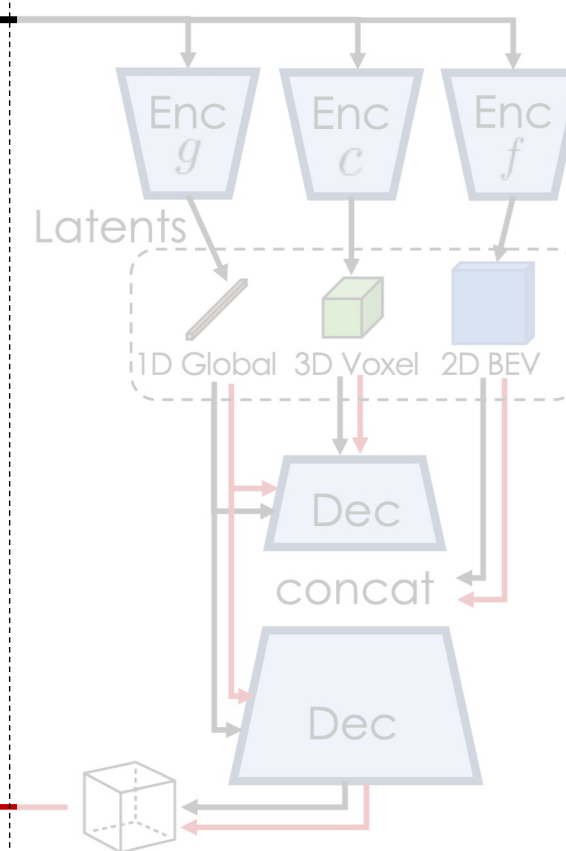 Enc Enc Enc
g c f
Latents
1D Global 3D Voxel 2D BEV
Dec
concat
Dec